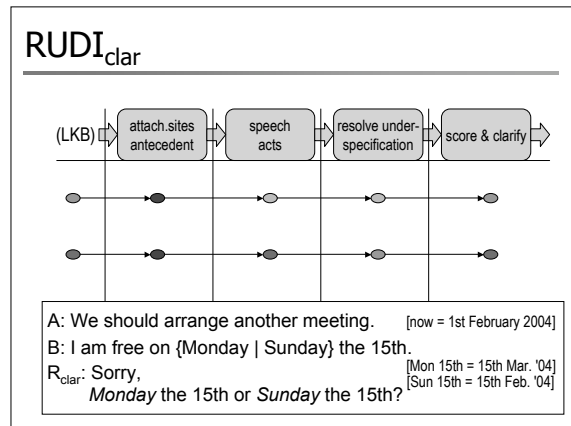 RUDIclar
(LKB)
attach.sites
antecedent
speech
acts
resolve under-
specification
score & clarify
A: We should arrange another meeting. [now = 1st February 2004]
B: I am free on {Monday | Sunday} the 15th.
[Mon 15th = 15th Mar. '04]
Rclar: Sorry,
[Sun 15th = 15th Feb. '04]
Monday the 15th or Sunday the 15th?